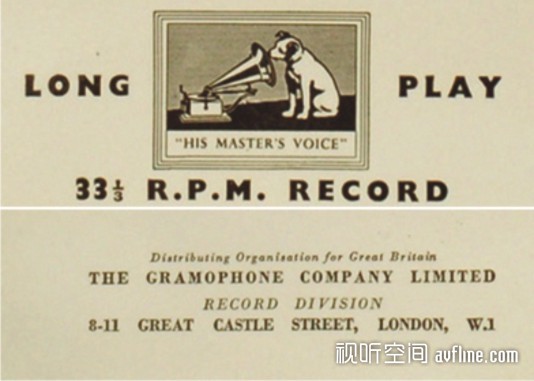 LONG PLAY
"HIS MASTER'S VOICE"
33⅓ R.P.M. RECORD
Distributing Organisation for Great Britain
THE GRAMOPHONE COMPANY LIMITED
RECORD DIVISION
8-11 GREAT CASTLE STREET, LONDON, W.1
视听空间 avfline.com